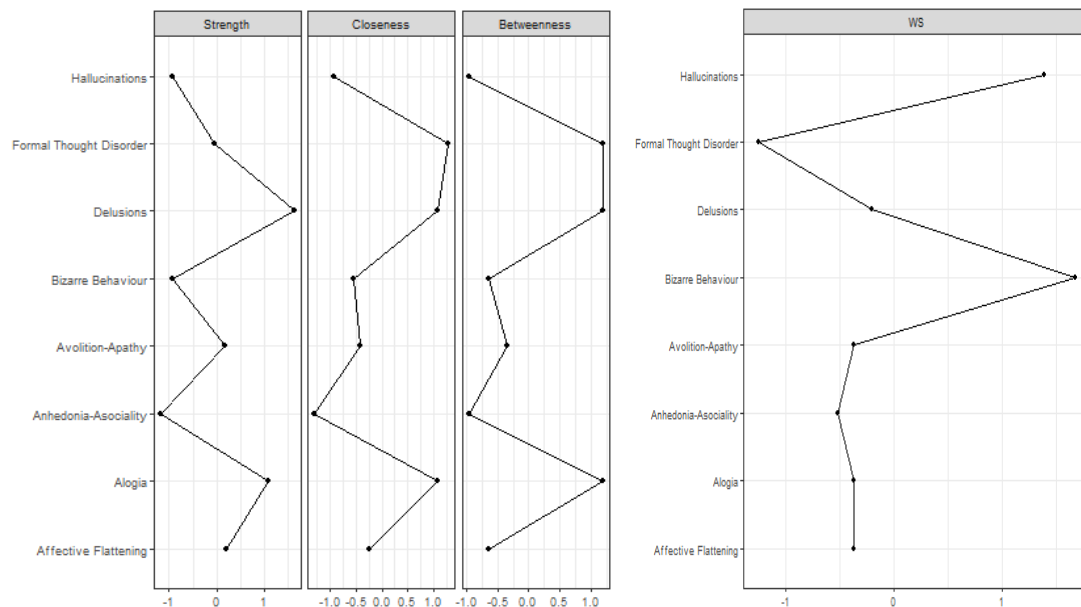 Strength Closeness Betweenness
Hallucinations
Formal Thought Disorder
Delusions
Bizarre Behaviour
Avolition-Apathy
Anhedonia-Asociality
Alogia
Affective Flattening
-1 0 1 -1.0 -0.5 0.0 0.5 1.0 -1.0 -0.5 0.0 0.5 1.0
WS
Hallucinations
Formal Thought Disorder
Delusions
Bizarre Behaviour
Avolition-Apathy
Anhedonia-Asociality
Alogia
Affective Flattening
-1 0 1